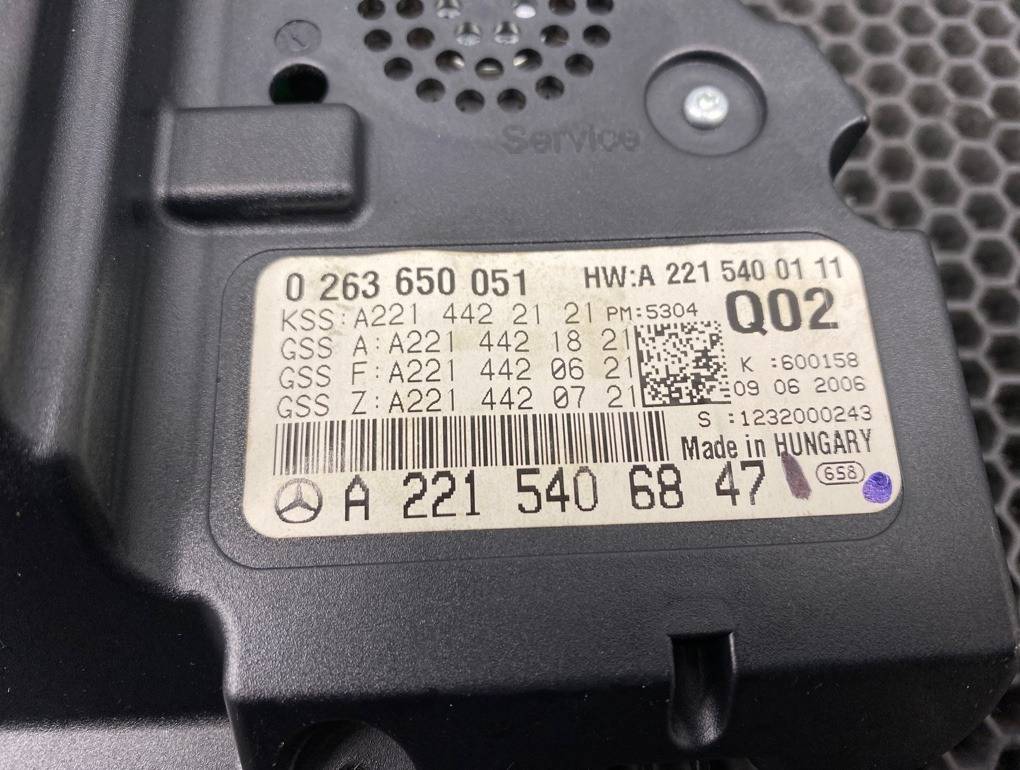 Service
0 263 650 051 HW:A 221 540 01 11
KSS:A221 442 21 21 PM:5304 Q02
GSS A:A221 442 18 21
GSS F:A221 442 06 21 K :600158
GSS Z:A221 442 07 21 09 06 2006
S :1232000243
Made in HUNGARY
A 221 540 68 47 658